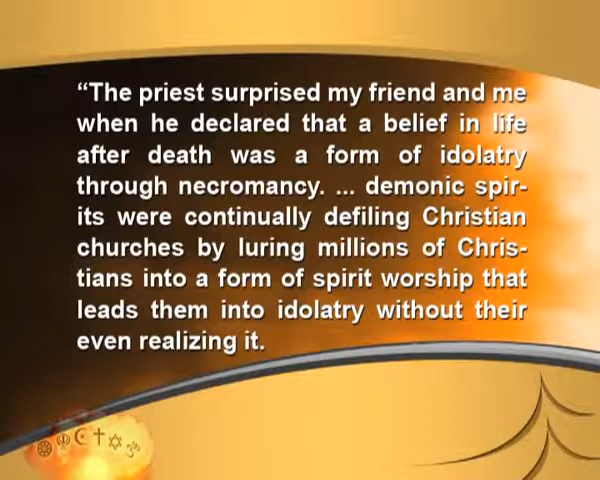 “The priest surprised my friend and me
when he declared that a belief in life
after death was a form of idolatry
through necromancy. ... demonic spir-
its were continually defiling Christian
churches by luring millions of Chris-
tians into a form of spirit worship that
leads them into idolatry without their
even realizing it.